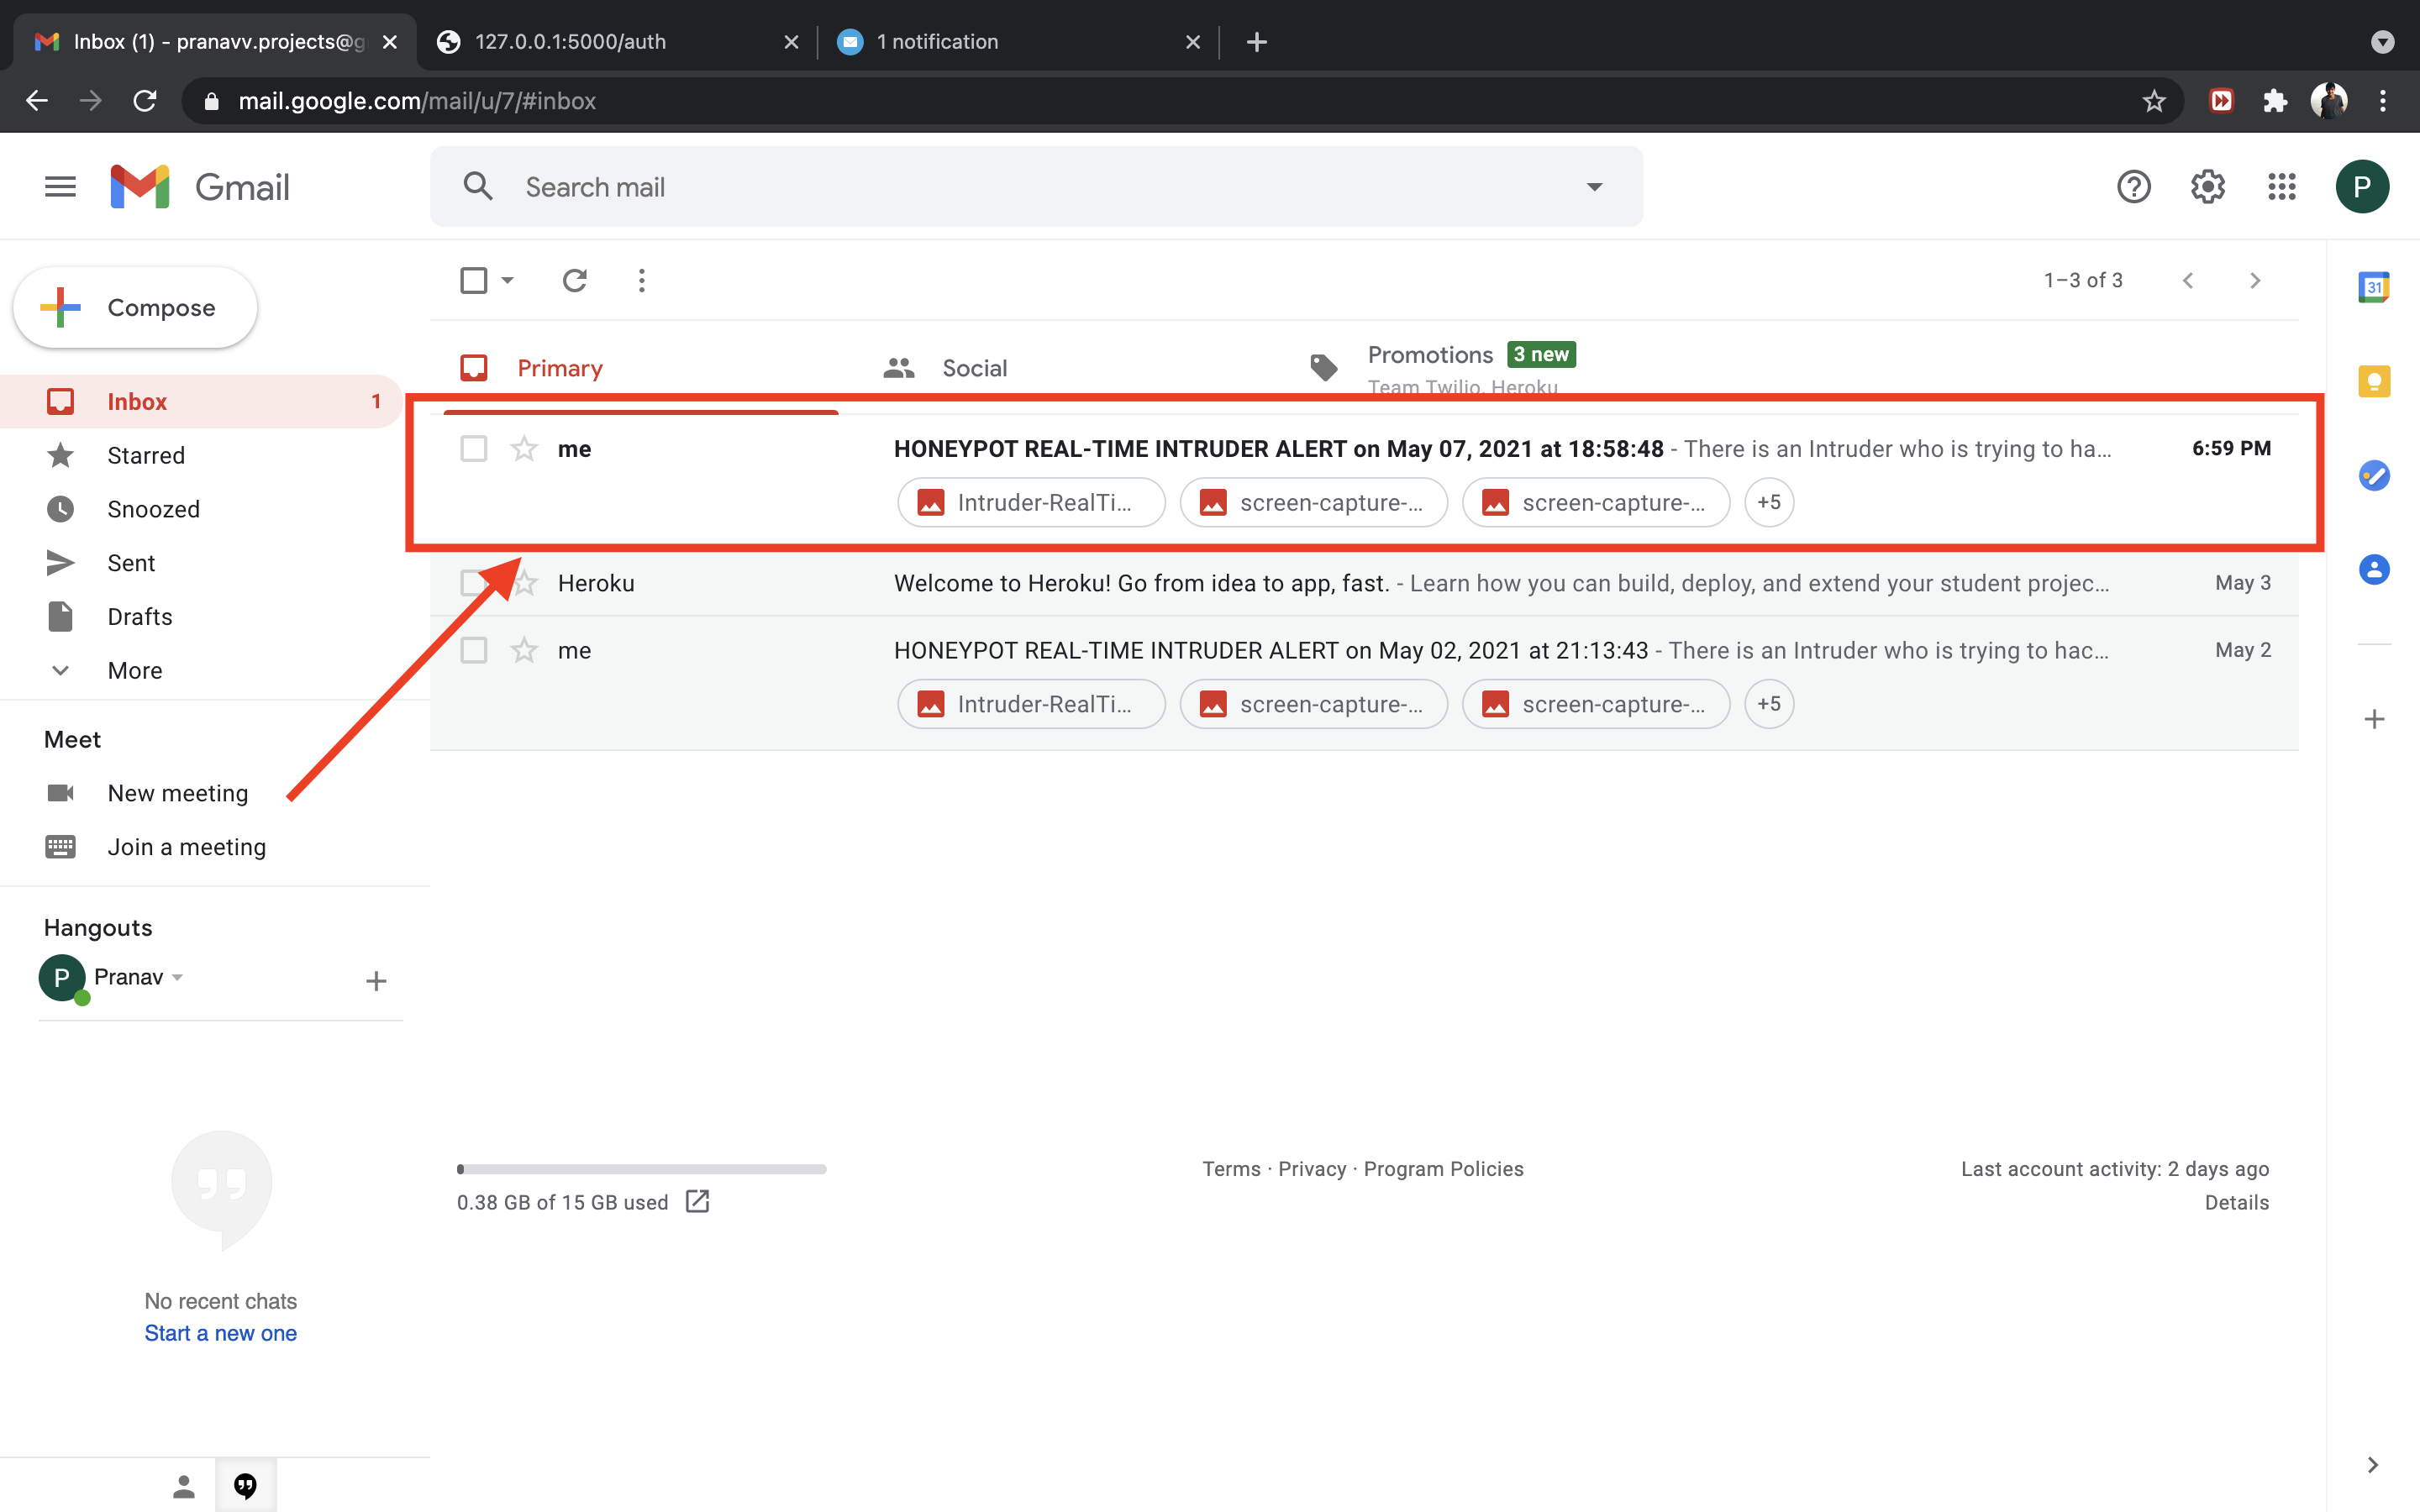 Inbox (1) - pranavv.projects@g
127.0.0.1:5000/auth
1 notification
mail.google.com/mail/u/7/#inbox
Gmail
Search mail
P
Compose
1–3 of 3
31
Primary
Social
Promotions 3 new
Team Twilio, Heroku
Inbox 1
Starred
Snoozed
Sent
Drafts
More
me HONEYPOT REAL-TIME INTRUDER ALERT on May 07, 2021 at 18:58:48 - There is an Intruder who is trying to ha... 6:59 PM
Intruder-RealTi... screen-capture-... screen-capture-... +5
Heroku Welcome to Heroku! Go from idea to app, fast. - Learn how you can build, deploy, and extend your student projec... May 3
me HONEYPOT REAL-TIME INTRUDER ALERT on May 02, 2021 at 21:13:43 - There is an Intruder who is trying to hac... May 2
Intruder-RealTi... screen-capture-... screen-capture-... +5
Meet
New meeting
Join a meeting
Hangouts
P Pranav
No recent chats
Start a new one
0.38 GB of 15 GB used
Terms · Privacy · Program Policies
Last account activity: 2 days ago
Details